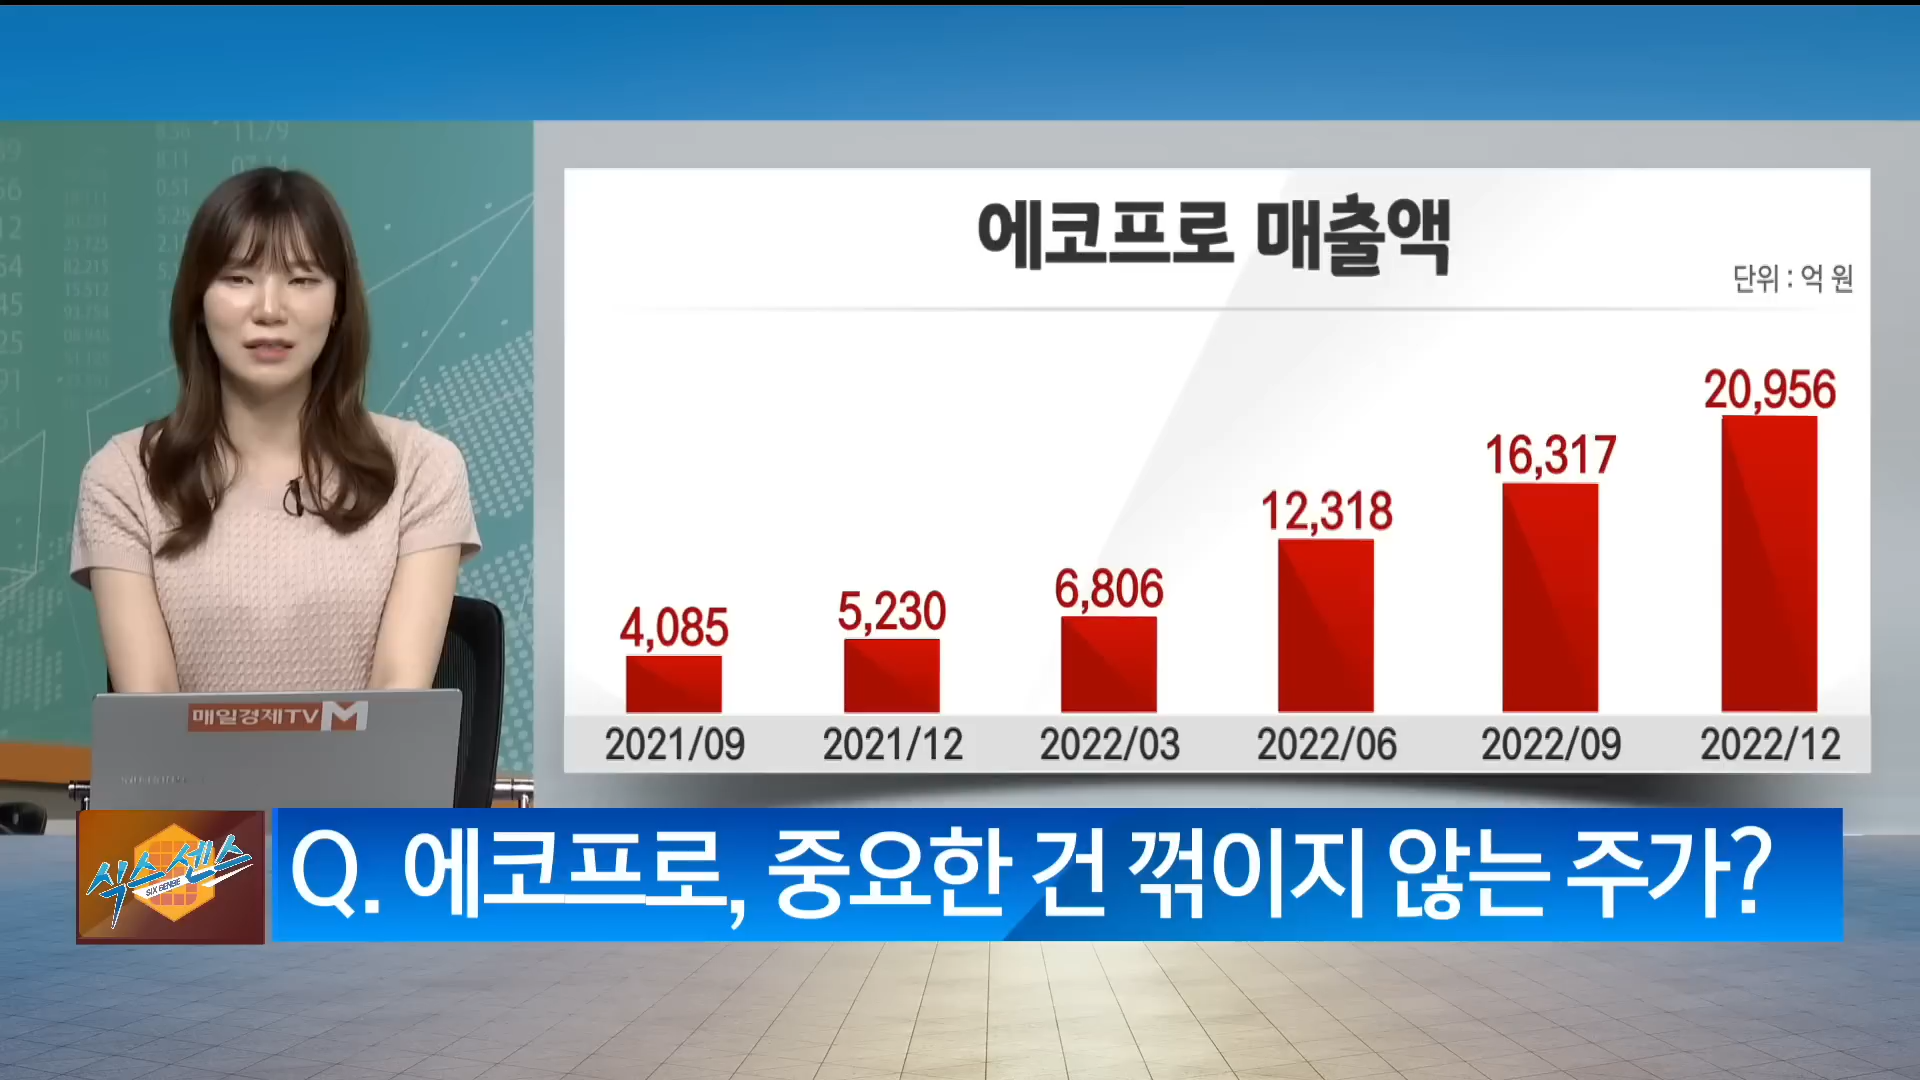 에코프로 매출액
단위 : 억 원
4,085
5,230
6,806
12,318
16,317
20,956
2021/09
2021/12
2022/03
2022/06
2022/09
2022/12
매일경제TV M
식스센스
SIX SENSE
Q. 에코프로, 중요한 건 꺾이지 않는 주가?